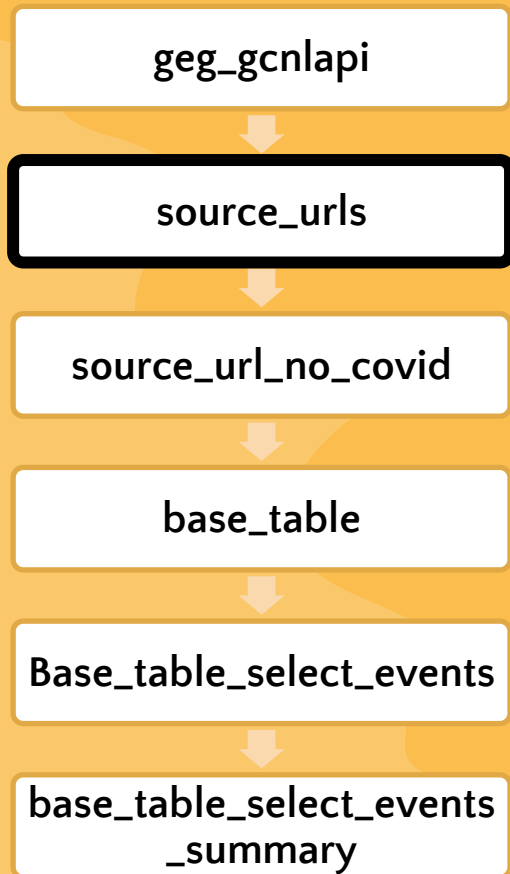 geg_gcnlapi
source_urls
source_url_no_covid
base_table
Base_table_select_events
base_table_select_events
_summary